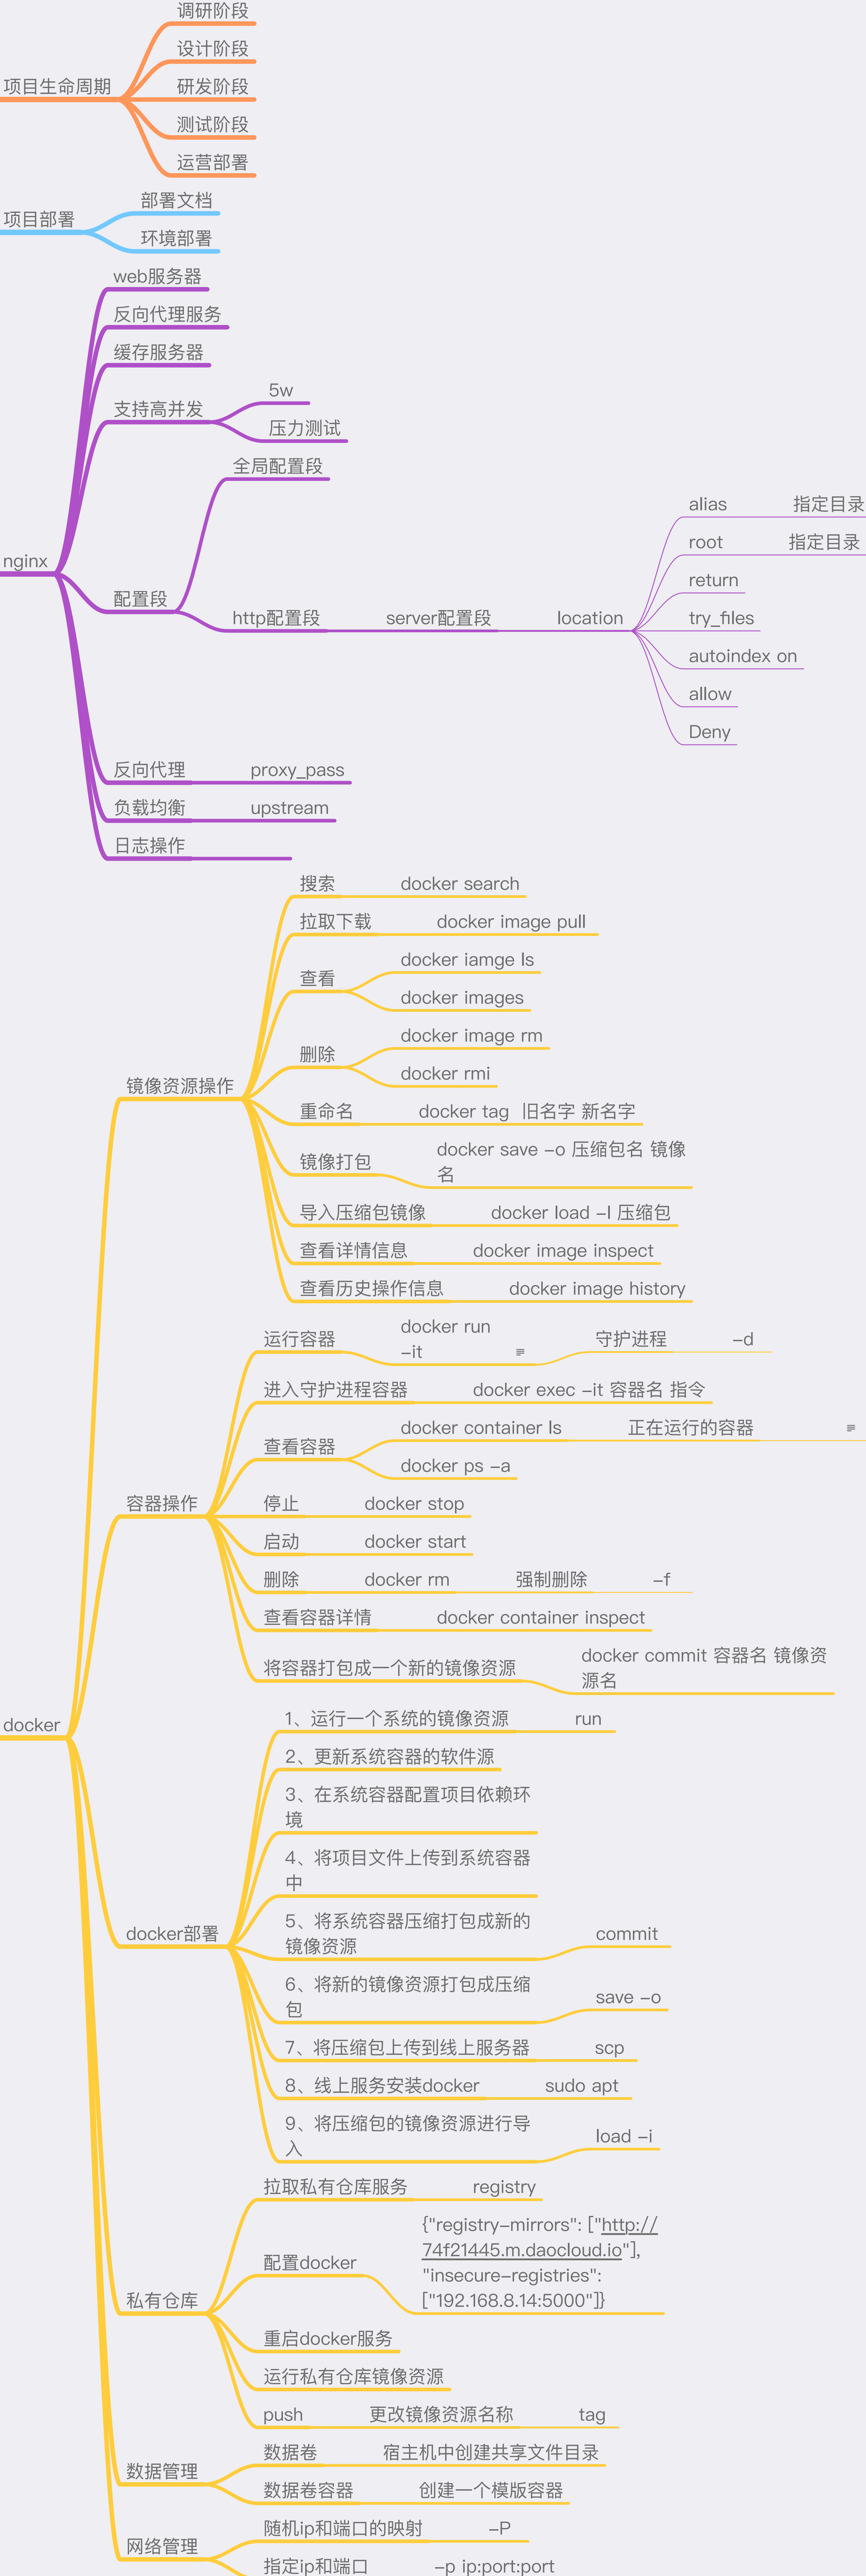 调研阶段
设计阶段
项目生命周期
研发阶段
测试阶段
运营部署
部署文档
项目部署
环境部署
web服务器
反向代理服务
缓存服务器
5w
支持高并发
压力测试
全局配置段
alias
指定目录
root
指定目录
nginx
return
配置段
http配置段
server配置段
location
try_files
autoindex on
allow
Deny
反向代理
proxy_pass
负载均衡
upstream
日志操作
搜索
docker search
拉取下载
docker image pull
docker iamge ls
查看
docker images
docker image rm
删除
docker rmi
镜像资源操作
重命名
docker tag 旧名字 新名字
镜像打包
docker save -o 压缩包名 镜像
名
导入压缩包镜像
docker load -l 压缩包
查看详情信息
docker image inspect
查看历史操作信息
docker image history
运行容器
docker run
-it
守护进程
-d
进入守护进程容器
docker exec -it 容器名 指令
docker container ls
正在运行的容器
查看容器
docker ps -a
容器操作
停止
docker stop
启动
docker start
删除
docker rm
强制删除
-f
查看容器详情
docker container inspect
将容器打包成一个新的镜像资源
docker commit 容器名 镜像资
源名
docker
1、运行一个系统的镜像资源
run
2、更新系统容器的软件源
3、在系统容器配置项目依赖环
境
4、将项目文件上传到系统容器
中
docker部署
5、将系统容器压缩打包成新的
镜像资源
commit
6、将新的镜像资源打包成压缩
包
save -o
7、将压缩包上传到线上服务器
scp
8、线上服务安装docker
sudo apt
9、将压缩包的镜像资源进行导
入
load -i
拉取私有仓库服务
registry
配置docker
{"registry-mirrors": ["http://
74f21445.m.daocloud.io"],
"insecure-registries":
["192.168.8.14:5000"]}
私有仓库
重启docker服务
运行私有仓库镜像资源
push
更改镜像资源名称
tag
数据卷
宿主机中创建共享文件目录
数据管理
数据卷容器
创建一个模版容器
随机ip和端口的映射
-P
网络管理
指定ip和端口
-p ip:port:port